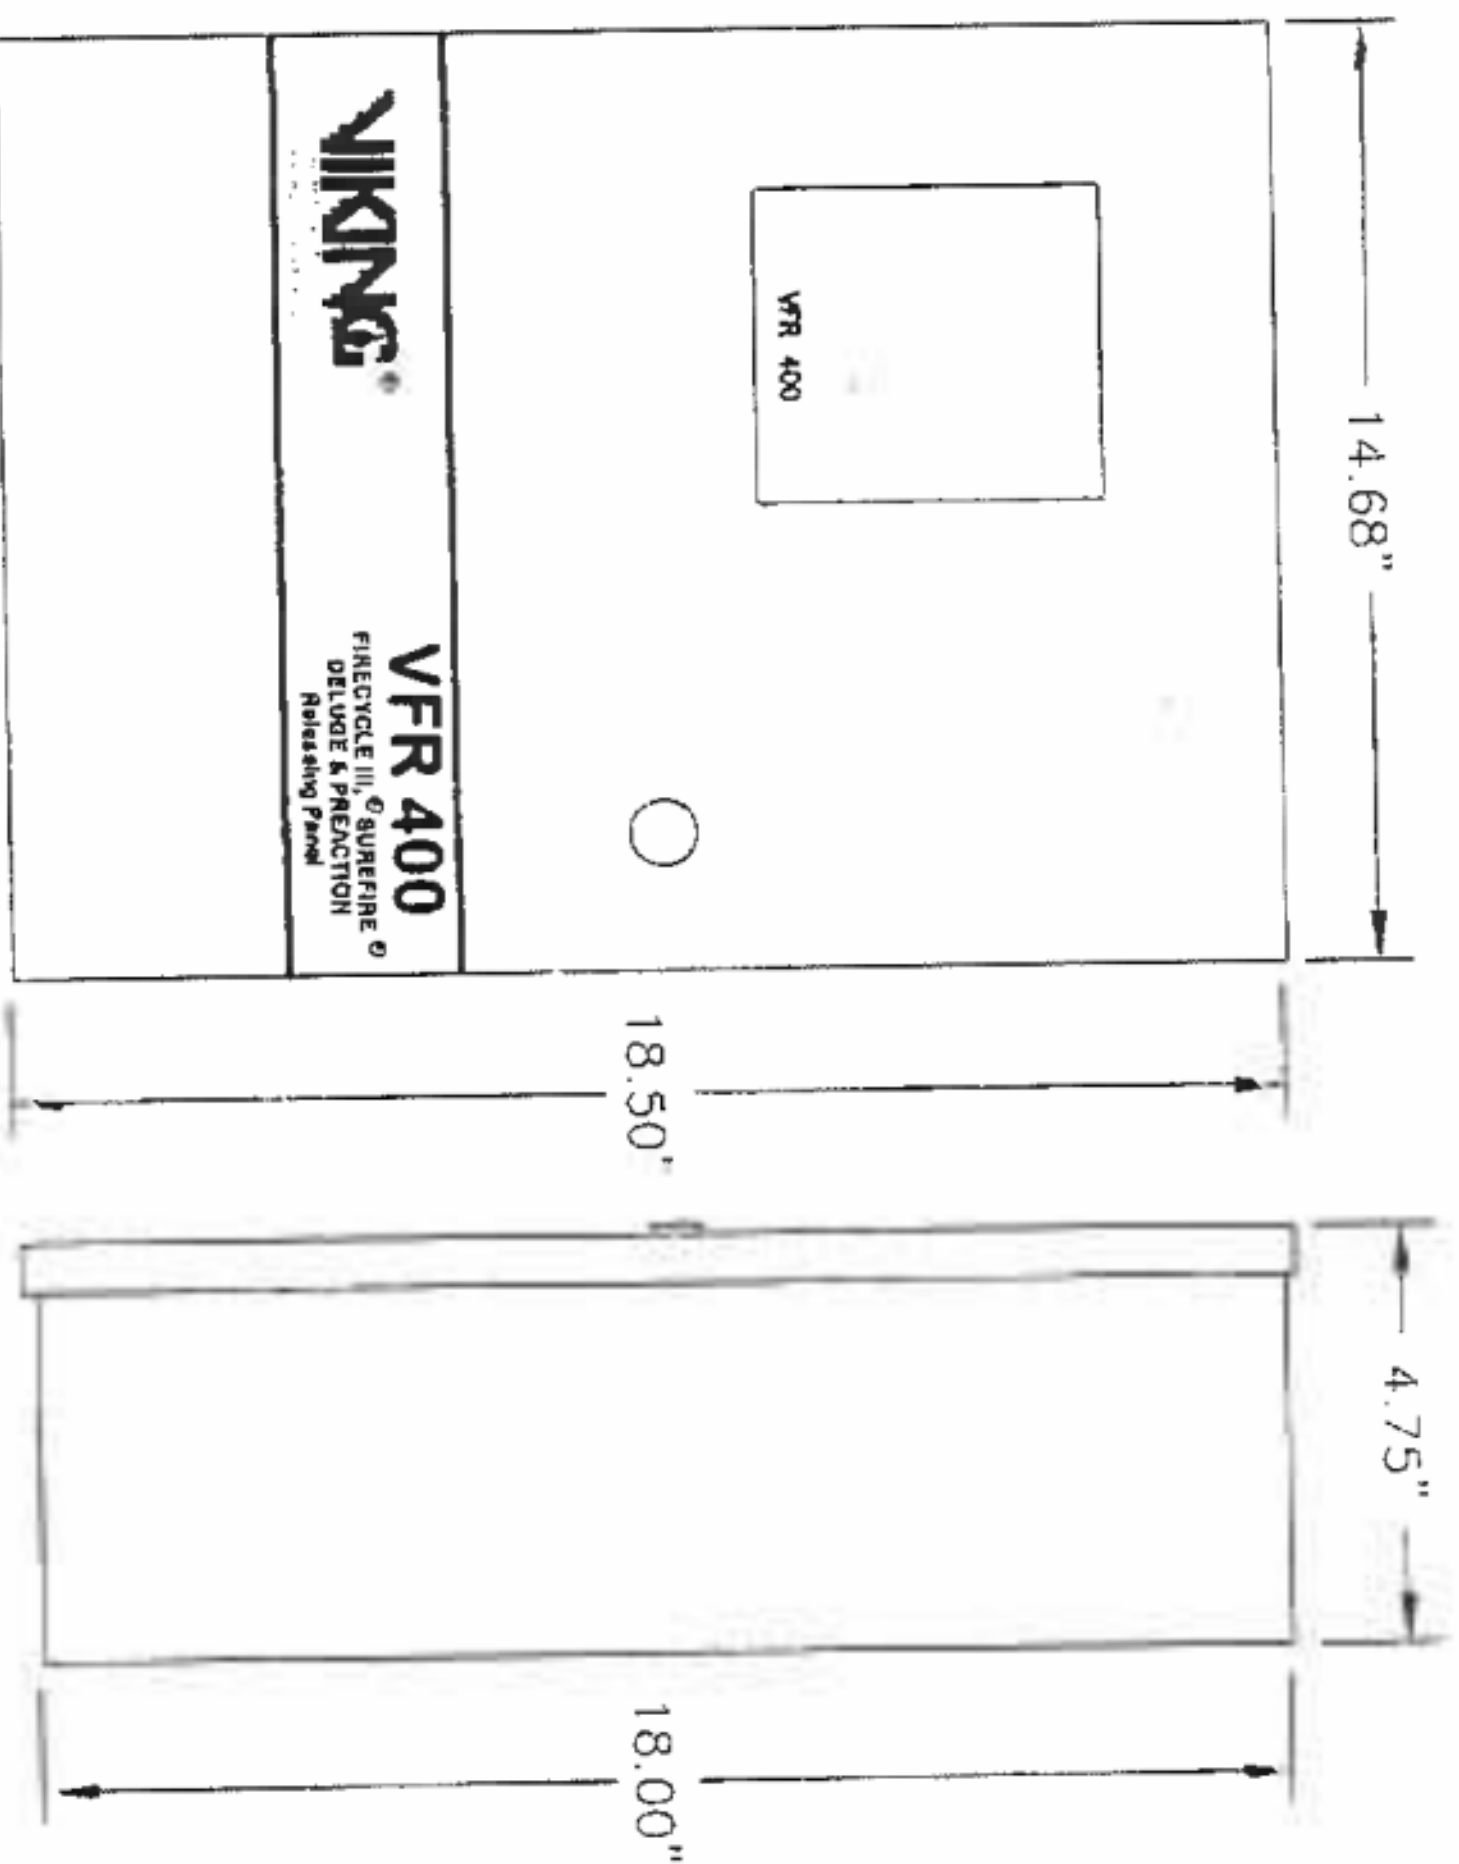 14.68"
VFR 400
VIKING®
VFR 400
FIRECYCLE III,® SUREFIRE®
DELUGE & PREACTION
Releasing Panel
18.50"
4.75"
18.00"